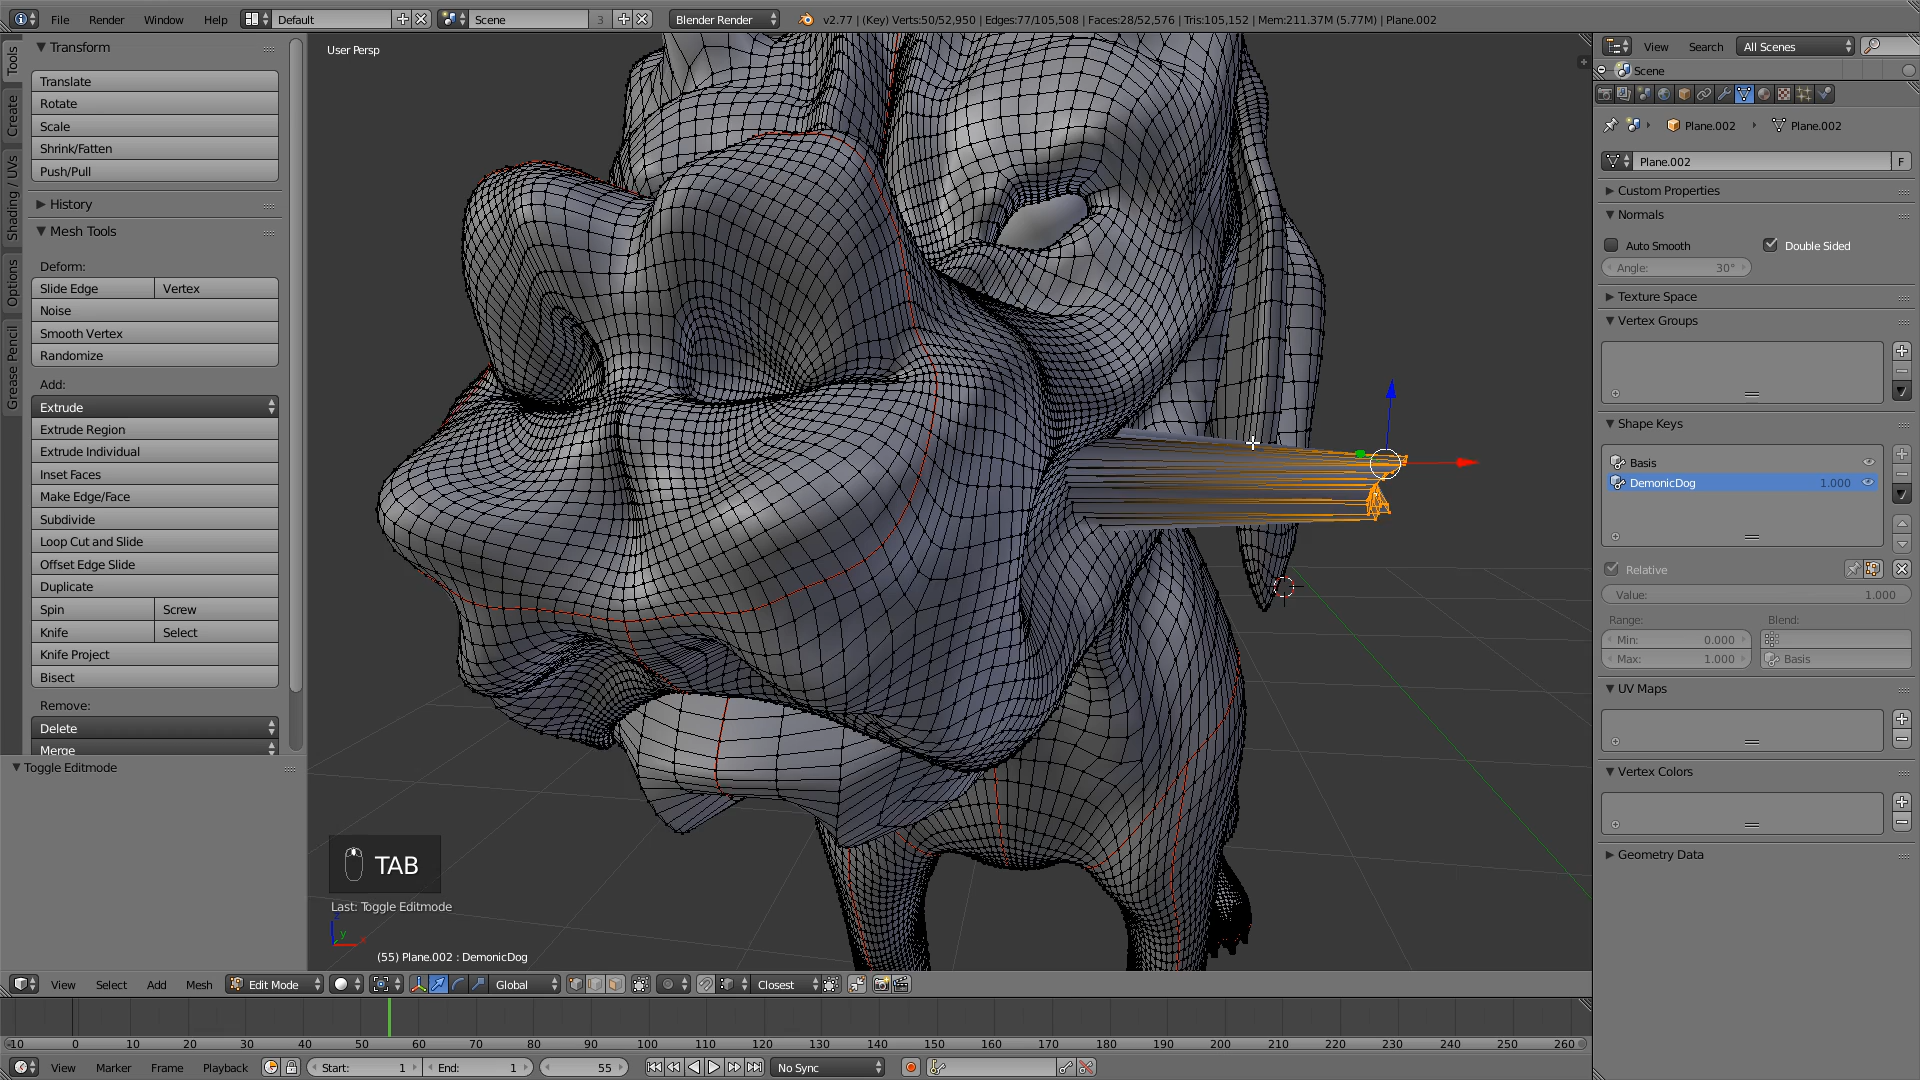 File Render Window Help Default Scene 3 Blender Render v2.77 | (Key) Verts:50/52,950 | Edges:77/105,508 | Faces:28/52,576 | Tris:105,152 | Mem:211.37M (5.77M) | Plane.002
Tools
Create
Shading / UVs
Options
Grease Pencil
Transform
Translate
Rotate
Scale
Shrink/Fatten
Push/Pull
History
Mesh Tools
Deform:
Slide Edge Vertex
Noise
Smooth Vertex
Randomize
Add:
Extrude
Extrude Region
Extrude Individual
Inset Faces
Make Edge/Face
Subdivide
Loop Cut and Slide
Offset Edge Slide
Duplicate
Spin Screw
Knife Select
Knife Project
Bisect
Remove:
Delete
Merge
Toggle Editmode
User Persp
TAB
Last: Toggle Editmode
z
y
x
(55) Plane.002 : DemonicDog
View Select Add Mesh Edit Mode Global Closest
-10 0 10 20 30 40 50 60 70 80 90 100 110 120 130 140 150 160 170 180 190 200 210 220 230 240 250 260
View Marker Frame Playback Start: 1 End: 1 55 No Sync
View Search All Scenes
Scene
Plane.002 Plane.002
Plane.002 F
Custom Properties
Normals
Auto Smooth Double Sided
Angle: 30°
Texture Space
Vertex Groups
Shape Keys
Basis
DemonicDog 1.000
Relative
Value: 1.000
Range: Blend:
Min: 0.000
Max: 1.000 Basis
UV Maps
Vertex Colors
Geometry Data